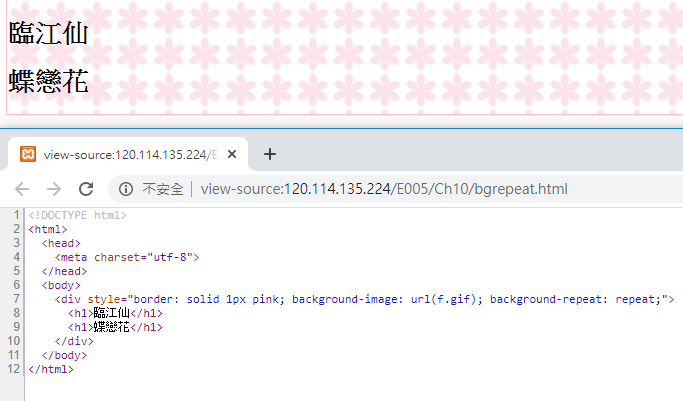 臨江仙
蝶戀花
view-source:120.114.135.224/E
不安全 | view-source:120.114.135.224/E005/Ch10/bgrepeat.html
1 <!DOCTYPE html>
2 <html>
3 <head>
4 <meta charset="utf-8">
5 </head>
6 <body>
7 <div style="border: solid 1px pink; background-image: url(f.gif); background-repeat: repeat;">
8 <h1>臨江仙</h1>
9 <h1>蝶戀花</h1>
10 </div>
11 </body>
12 </html>